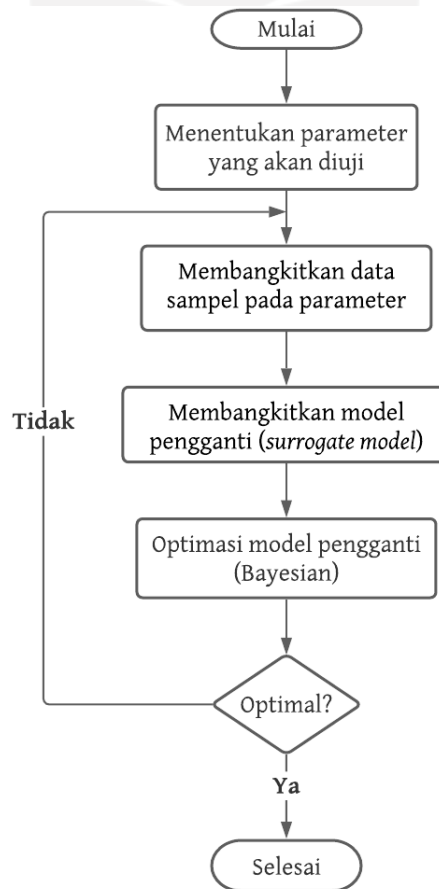 Mulai
Menentukan parameter
yang akan diuji
Membangkitkan data
sampel pada parameter
Membangkitkan model
pengganti (surrogate model)
Tidak
Optimasi model pengganti
(Bayesian)
Optimal?
Ya
Selesai